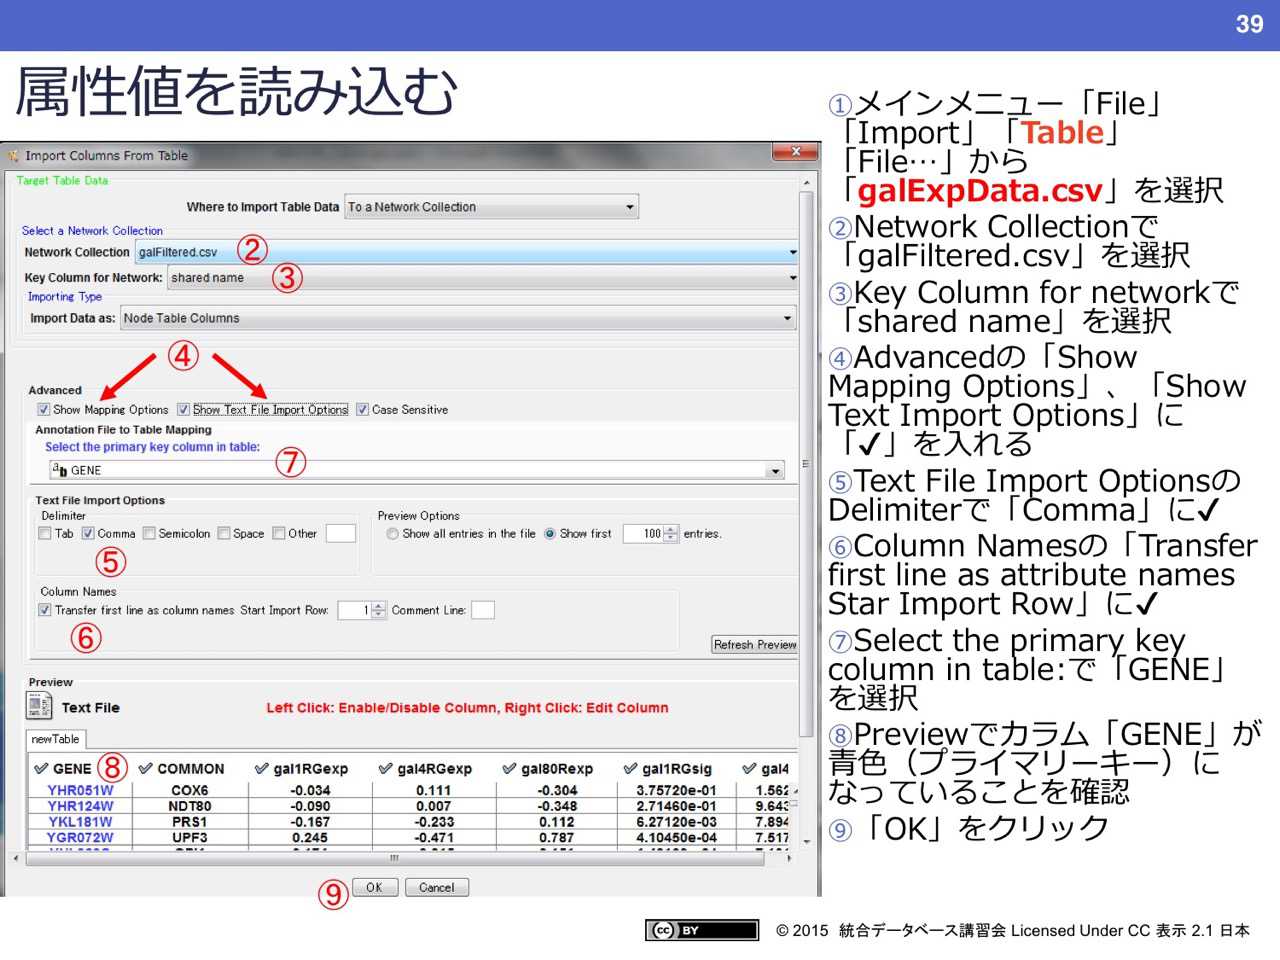 39
属性値を読み込む
Import Columns From Table
Target Table Data
Where to Import Table Data To a Network Collection
Select a Network Collection
Network Collection galFiltered.csv ②
Key Column for Network: shared name ③
Importing Type
Import Data as: Node Table Columns
④
Advanced
Show Mapping Options Show Text File Import Options Case Sensitive
Annotation File to Table Mapping
Select the primary key column in table:
ab GENE ⑦
Text File Import Options
Delimiter
Tab Comma Semicolon Space Other
⑤
Preview Options
Show all entries in the file Show first 100 entries.
Column Names
Transfer first line as column names Start Import Row: 1 Comment Line:
⑥
Refresh Preview
Preview
Text File Left Click: Enable/Disable Column, Right Click: Edit Column
newTable
GENE ⑧ COMMON gal1RGexp gal4RGexp gal80Rexp gal1RGsig gal4
YHR051W COX6 -0.034 0.111 -0.304 3.75720e-01 1.562
YHR124W NDT80 -0.090 0.007 -0.348 2.71460e-01 9.643
YKL181W PRS1 -0.167 -0.233 0.112 6.27120e-03 7.894
YGR072W UPF3 0.245 -0.471 0.787 4.10450e-04 7.517
⑨ OK Cancel
①メインメニュー「File」
「Import」「Table」
「File…」から
「galExpData.csv」を選択
②Network Collectionで
「galFiltered.csv」を選択
③Key Column for networkで
「shared name」を選択
④Advancedの「Show
Mapping Options」、「Show
Text Import Options」に
「✔」を入れる
⑤Text File Import Optionsの
Delimiterで「Comma」に✔
⑥Column Namesの「Transfer
first line as attribute names
Star Import Row」に✔
⑦Select the primary key
column in table:で「GENE」
を選択
⑧Previewでカラム「GENE」が
青色（プライマリーキー）に
なっていることを確認
⑨「OK」をクリック
cc BY
© 2015 統合データベース講習会 Licensed Under CC 表示 2.1 日本